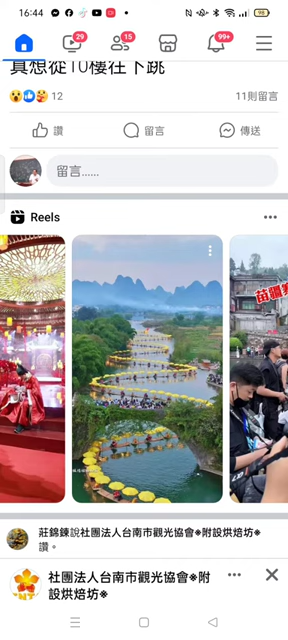 16:44
98
29
15
99+
真想從10樓往下跳
12
11則留言
讚
留言
傳送
留言......
Reels
苗疆
莊錦鍊說社團法人台南市觀光協會※附設烘焙坊※
讚。
社團法人台南市觀光協會※附
設烘焙坊※